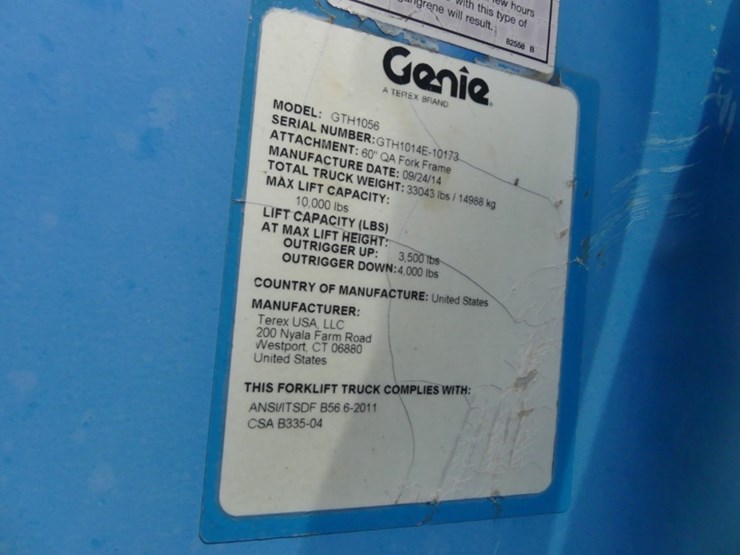 ew hours
with this type of
angrene will result.
82568 B
Genie
A TEREX BRAND
MODEL: GTH1056
SERIAL NUMBER:GTH1014E-10173
ATTACHMENT: 60" QA Fork Frame
MANUFACTURE DATE: 09/24/14
TOTAL TRUCK WEIGHT: 33043 lbs / 14988 kg
MAX LIFT CAPACITY:
10,000 lbs
LIFT CAPACITY (LBS)
AT MAX LIFT HEIGHT:
OUTRIGGER UP: 3,500 lbs
OUTRIGGER DOWN:4,000 lbs
COUNTRY OF MANUFACTURE: United States
MANUFACTURER:
Terex USA, LLC
200 Nyala Farm Road
Westport, CT 06880
United States
THIS FORKLIFT TRUCK COMPLIES WITH:
ANSI/ITSDF B56.6-2011
CSA B335-04